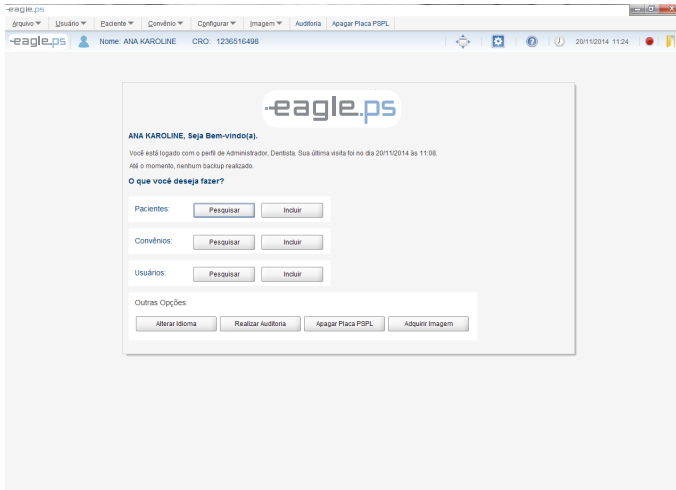 eagle.ps
Arquivo Usuário Paciente Convênio Configurar Imagem Auditoria Apagar Placa PSPL
eagle.ps Nome: ANA KAROLINE CRO: 1236516498 20/11/2014 11:24
eagle.ps
ANA KAROLINE, Seja Bem-vindo(a).
Você está logado com o perfil de Administrador, Dentista. Sua última visita foi no dia 20/11/2014 às 11:08.
Até o momento, nenhum backup realizado.
O que você deseja fazer?
Pacientes: Pesquisar Incluir
Convênios: Pesquisar Incluir
Usuários: Pesquisar Incluir
Outras Opções:
Alterar Idioma Realizar Auditoria Apagar Placa PSPL Adquirir Imagem